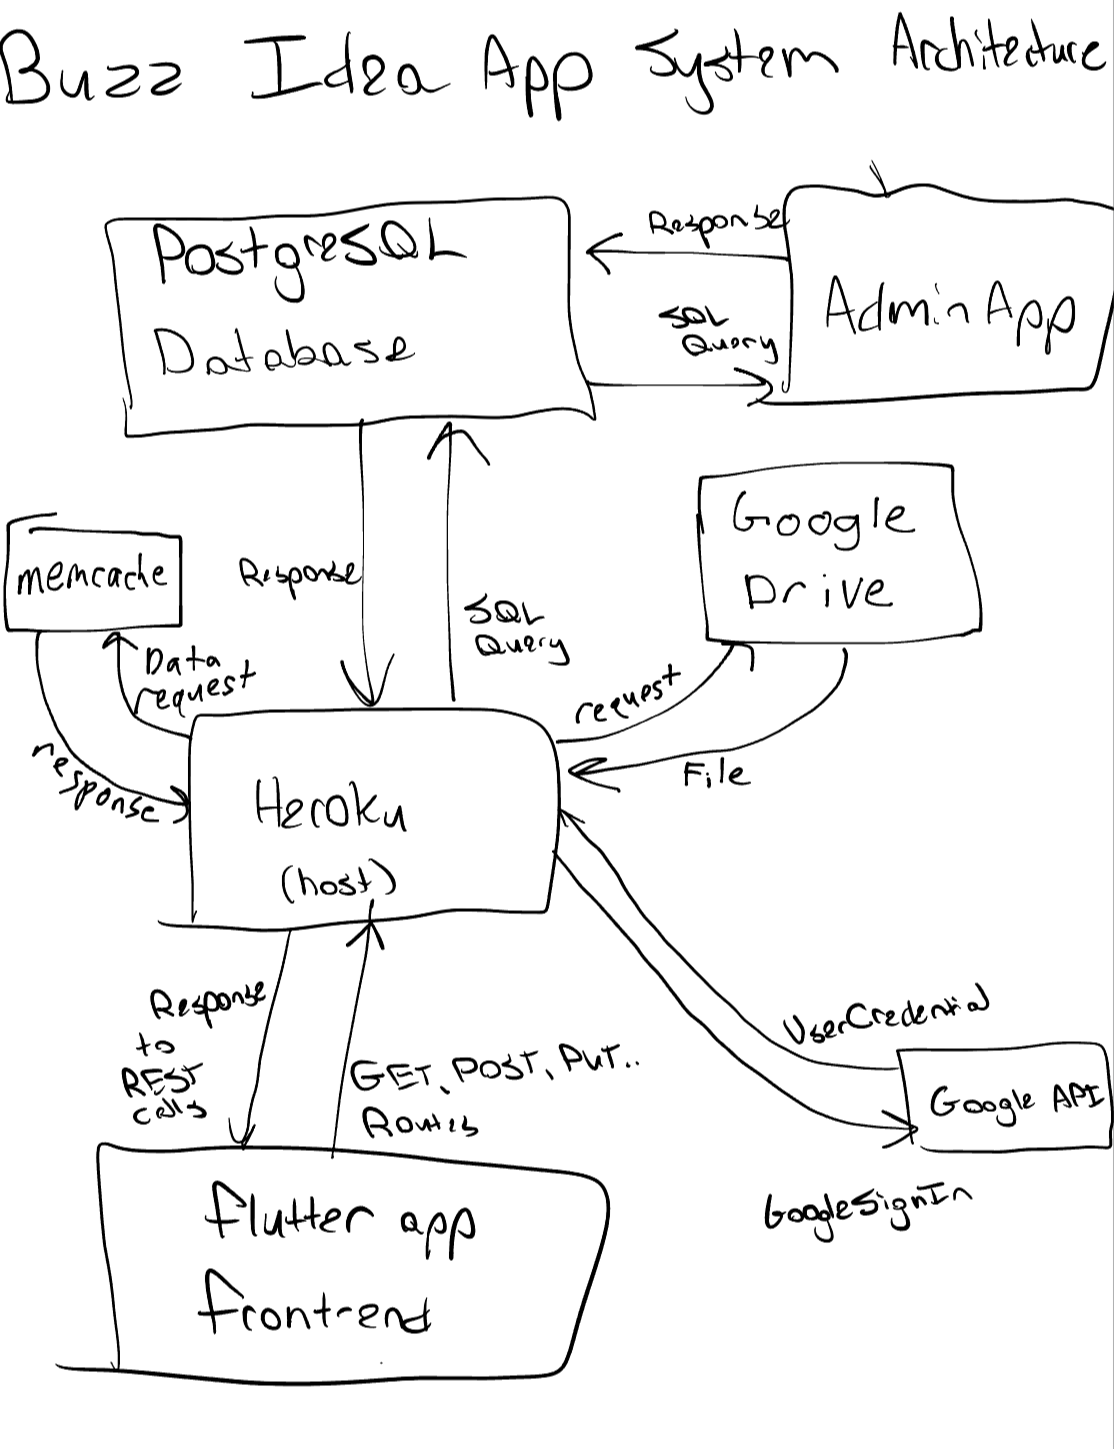 Buzz Idea App System Architecture
PostgreSQL
Database
Response
SQL
Query
Admin App
memcache
Data
request
response
Response
SQL
Query
Google
Drive
request
File
Heroku
(host)
Response
to
REST
calls
GET, POST, PUT..
Routes
UserCredential
Google API
GoogleSignIn
flutter app
front-end